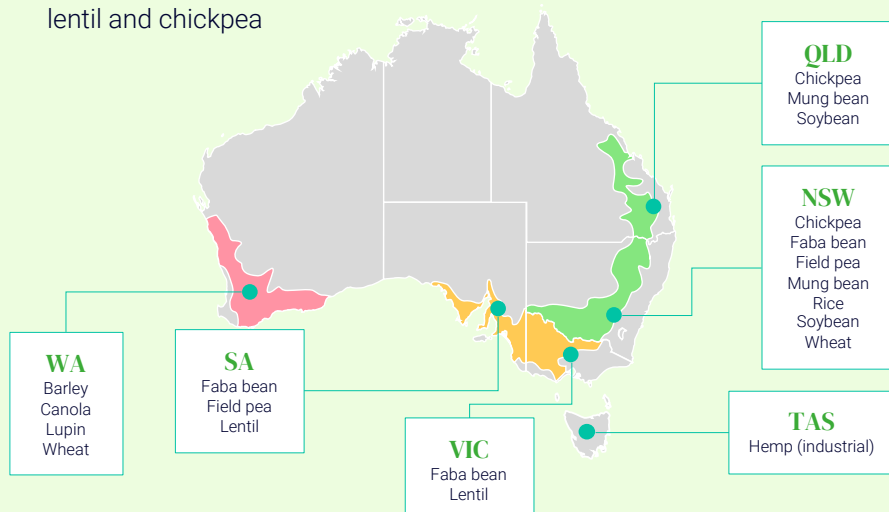 lentil and chickpea
QLD
Chickpea
Mung bean
Soybean
NSW
Chickpea
Faba bean
Field pea
Mung bean
Rice
Soybean
Wheat
WA
Barley
Canola
Lupin
Wheat
SA
Faba bean
Field pea
Lentil
VIC
Faba bean
Lentil
TAS
Hemp (industrial)